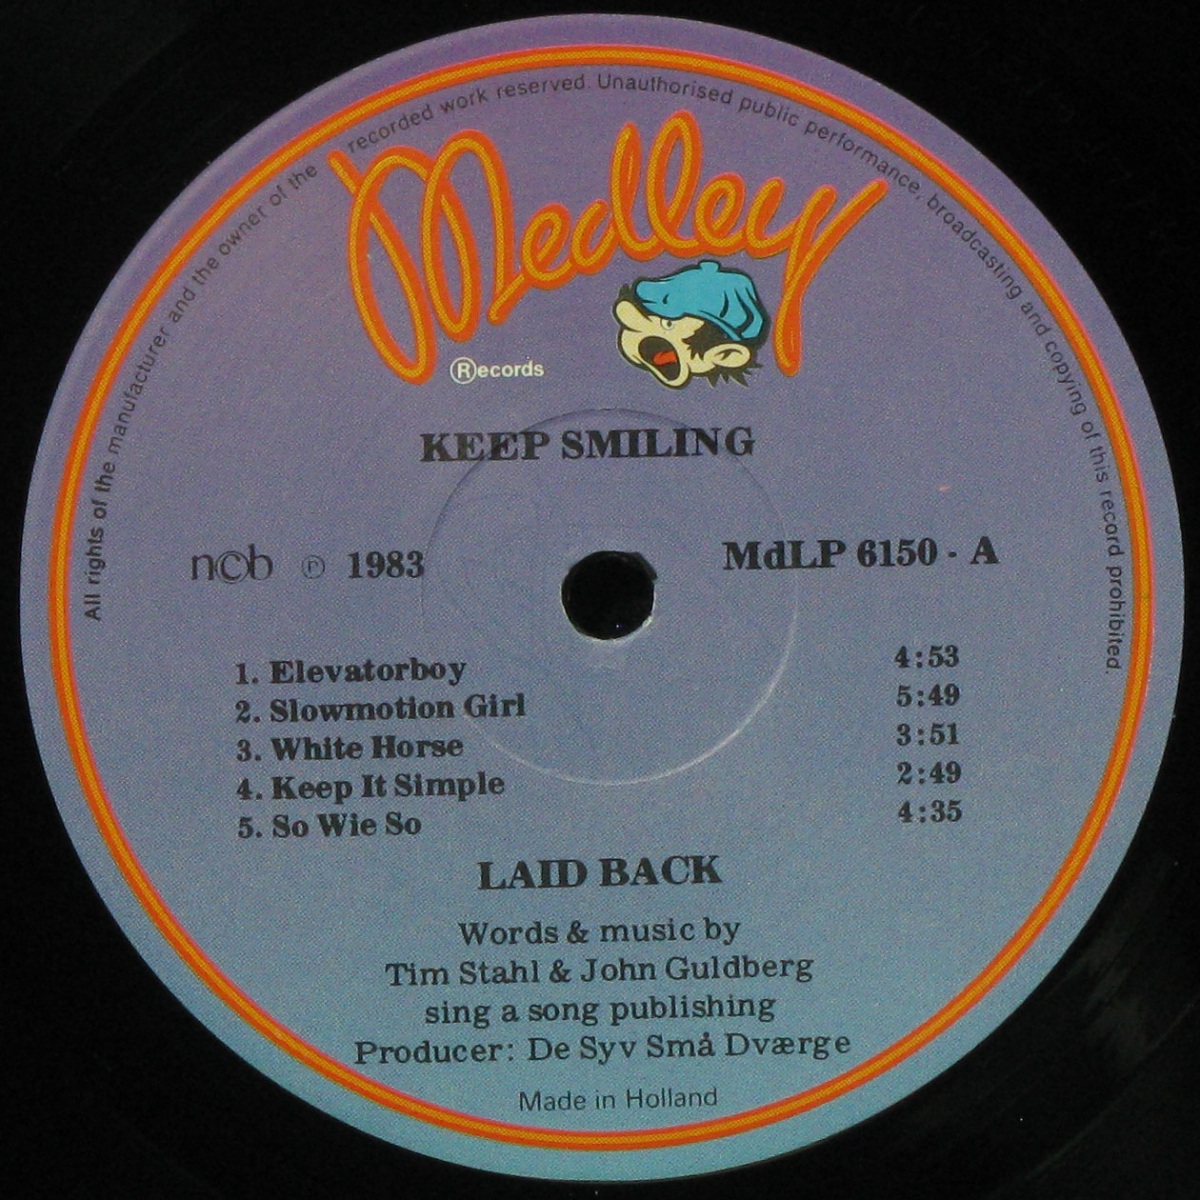 All rights of the manufacturer and the owner of the recorded work reserved. Unauthorised public performance, broadcasting and copying of this record prohibited.
Medley
Records
KEEP SMILING
ncb ℗ 1983
MdLP 6150 - A
1. Elevatorboy 4:53
2. Slowmotion Girl 5:49
3. White Horse 3:51
4. Keep It Simple 2:49
5. So Wie So 4:35
LAID BACK
Words & music by
Tim Stahl & John Guldberg
sing a song publishing
Producer: De Syv Små Dværge
Made in Holland